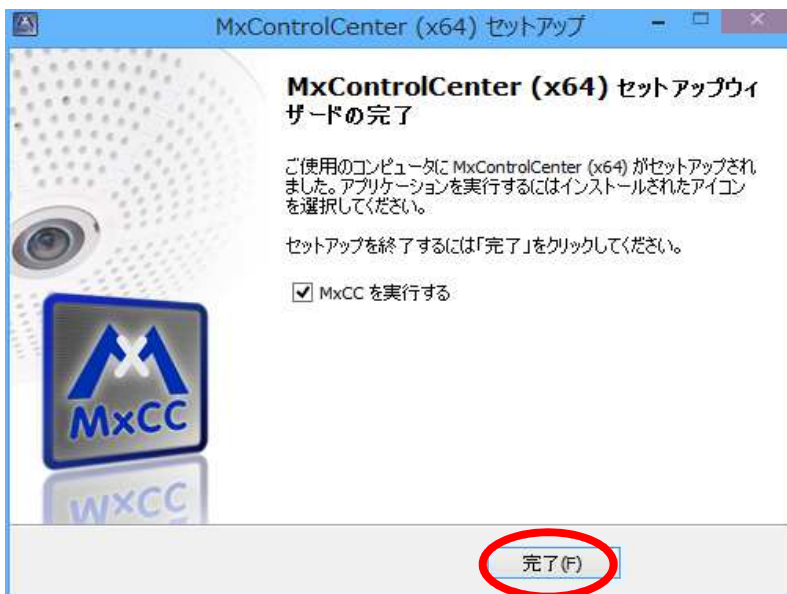 MxControlCenter (x64) セットアップ
MxControlCenter (x64) セットアップウィ
ザードの完了
ご使用のコンピュータに MxControlCenter (x64) がセットアップされ
ました。アプリケーションを実行するにはインストールされたアイコン
を選択してください。
セットアップを終了するには「完了」をクリックしてください。
MxCC を実行する
MxCC
MxCC
完了(F)